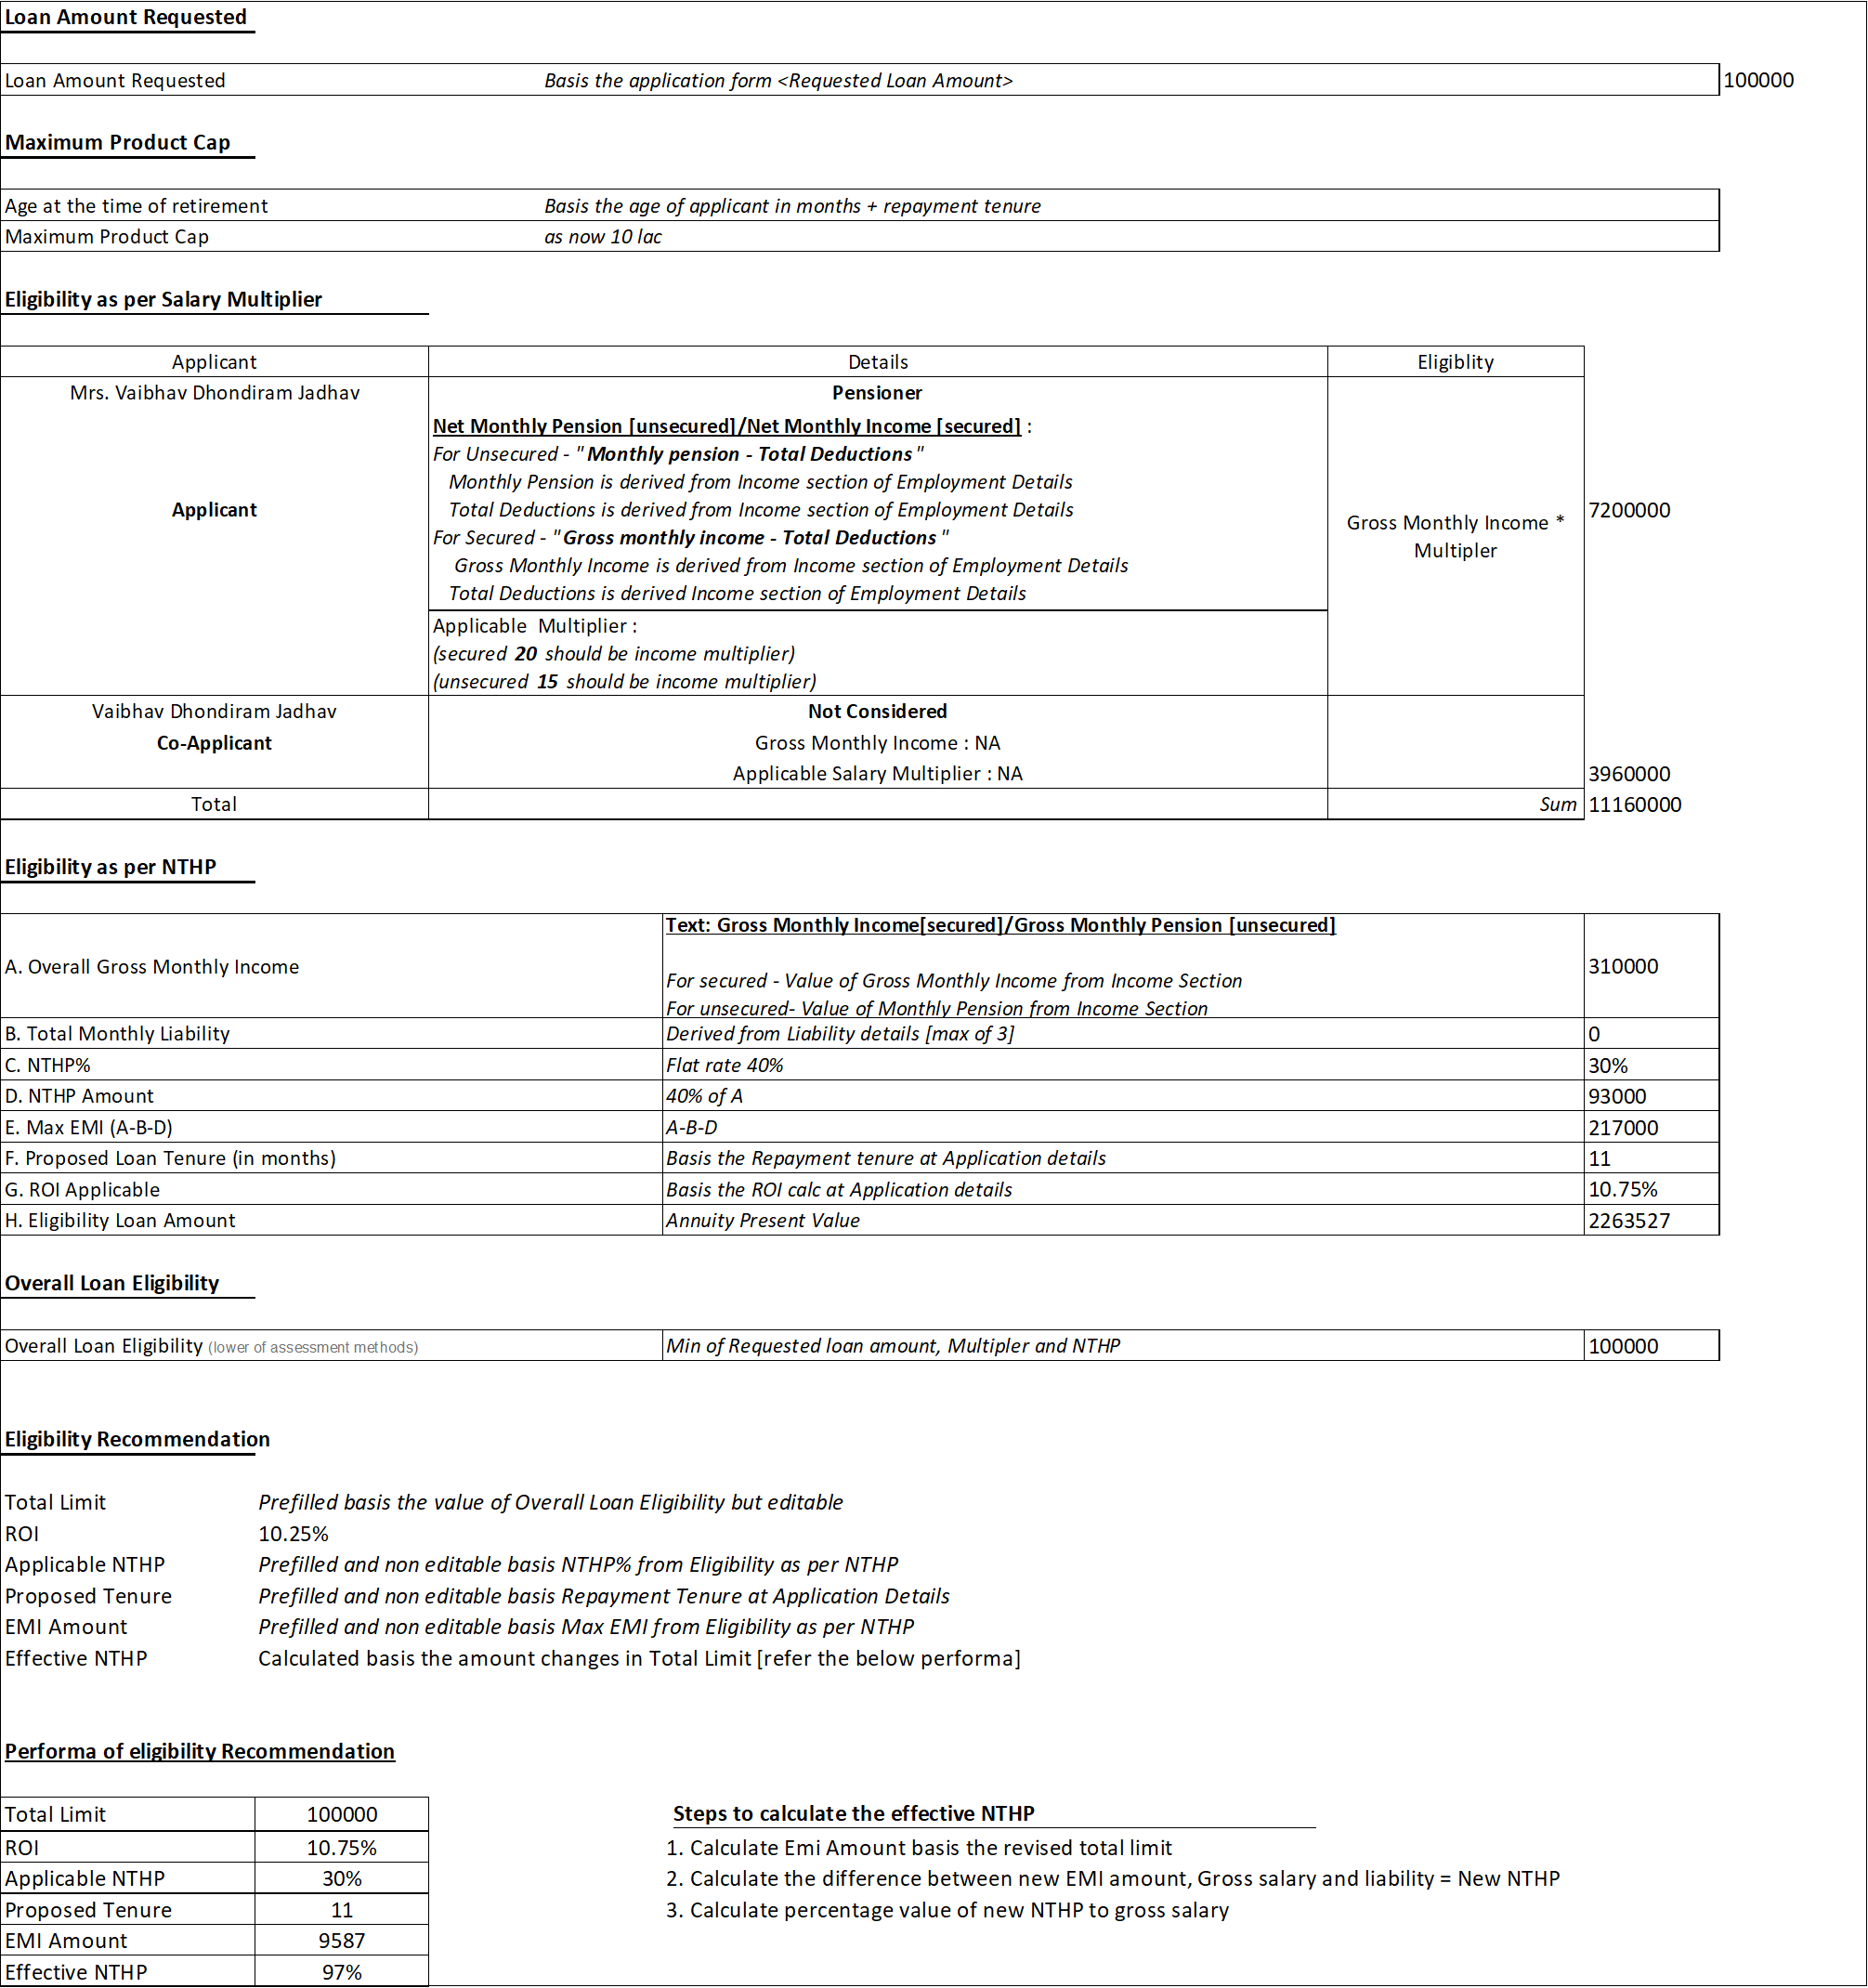 Loan Amount Requested
Loan Amount Requested Basis the application form <Requested Loan Amount> 100000
Maximum Product Cap
Age at the time of retirement Basis the age of applicant in months + repayment tenure
Maximum Product Cap as now 10 lac
Eligibility as per Salary Multiplier
Applicant Details Eligiblity
Mrs. Vaibhav Dhondiram Jadhav Pensioner
Net Monthly Pension [unsecured]/Net Monthly Income [secured] :
For Unsecured - "Monthly pension - Total Deductions"
Monthly Pension is derived from Income section of Employment Details
Applicant Total Deductions is derived from Income section of Employment Details 7200000
For Secured - "Gross monthly income - Total Deductions"
Gross Monthly Income *
Multipler
Gross Monthly Income is derived from Income section of Employment Details
Total Deductions is derived Income section of Employment Details
Applicable Multiplier :
(secured 20 should be income multiplier)
(unsecured 15 should be income multiplier)
Vaibhav Dhondiram Jadhav Not Considered
Co-Applicant Gross Monthly Income : NA
Applicable Salary Multiplier : NA 3960000
Total Sum 11160000
Eligibility as per NTHP
Text: Gross Monthly Income[secured]/Gross Monthly Pension [unsecured]
A. Overall Gross Monthly Income 310000
For secured - Value of Gross Monthly Income from Income Section
For unsecured- Value of Monthly Pension from Income Section
B. Total Monthly Liability Derived from Liability details [max of 3] 0
C. NTHP% Flat rate 40% 30%
D. NTHP Amount 40% of A 93000
E. Max EMI (A-B-D) A-B-D 217000
F. Proposed Loan Tenure (in months) Basis the Repayment tenure at Application details 11
G. ROI Applicable Basis the ROI calc at Application details 10.75%
H. Eligibility Loan Amount Annuity Present Value 2263527
Overall Loan Eligibility
Overall Loan Eligibility (lower of assessment methods) Min of Requested loan amount, Multipler and NTHP 100000
Eligibility Recommendation
Total Limit Prefilled basis the value of Overall Loan Eligibility but editable
ROI 10.25%
Applicable NTHP Prefilled and non editable basis NTHP% from Eligibility as per NTHP
Proposed Tenure Prefilled and non editable basis Repayment Tenure at Application Details
EMI Amount Prefilled and non editable basis Max EMI from Eligibility as per NTHP
Effective NTHP Calculated basis the amount changes in Total Limit [refer the below performa]
Performa of eligibility Recommendation
Total Limit 100000 Steps to calculate the effective NTHP
ROI 10.75% 1. Calculate Emi Amount basis the revised total limit
Applicable NTHP 30% 2. Calculate the difference between new EMI amount, Gross salary and liability = New NTHP
Proposed Tenure 11 3. Calculate percentage value of new NTHP to gross salary
EMI Amount 9587
Effective NTHP 97%